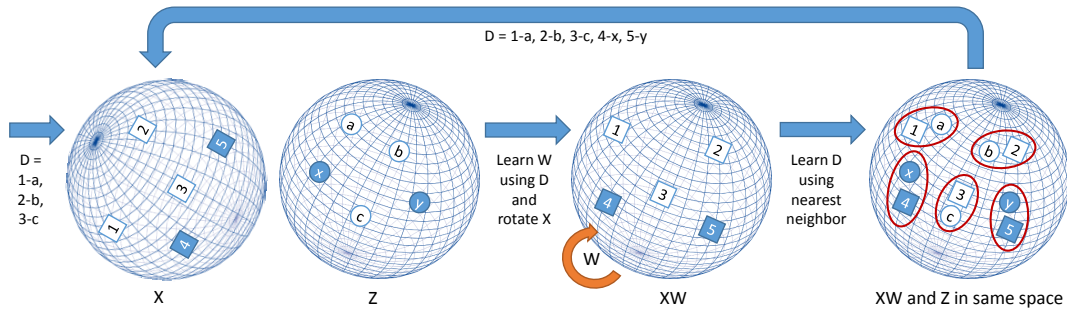 D = 1-a, 2-b, 3-c, 4-x, 5-y
D =
1-a,
2-b,
3-c
2
5
3
1
4
X
a
b
x
y
c
Z
Learn W
using D
and
rotate X
1
2
3
4
5
W
XW
Learn D
using
nearest
neighbor
1 a
b 2
x
4
3
c
y
5
XW and Z in same space